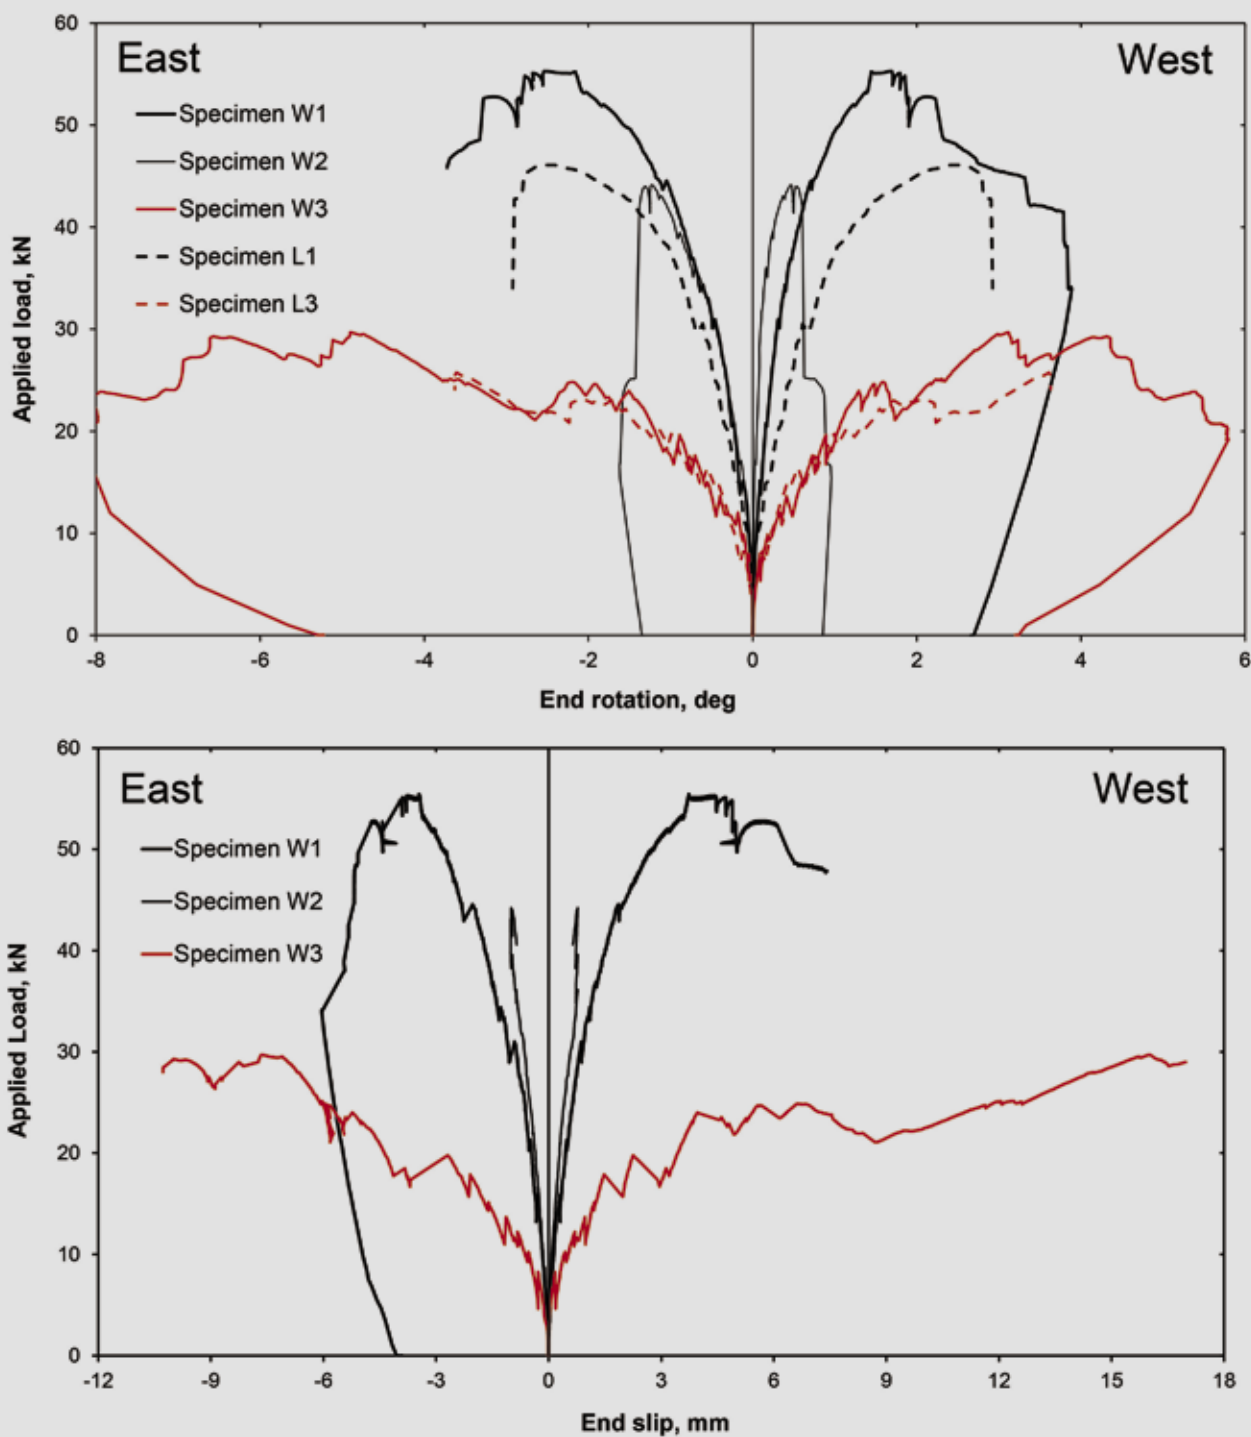 60
East
West
Specimen W1
50
Specimen W2
Specimen W3
40
Specimen L1
Specimen L3
30
20
10
0
Applied load, kN
-8 -6 -4 -2 0 2 4 6
End rotation, deg
60
East
West
Specimen W1
50
Specimen W2
Specimen W3
40
30
20
10
0
Applied Load, kN
-12 -9 -6 -3 0 3 6 9 12 15 18
End slip, mm